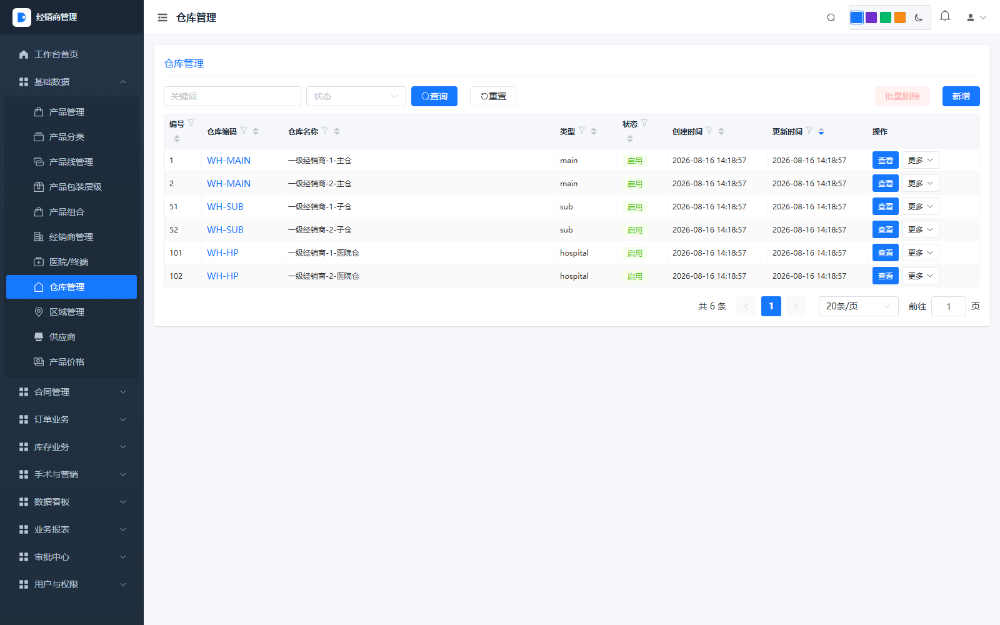 经销商管理
工作台首页
基础数据
产品管理
产品分类
产品线管理
产品包装层级
产品组合
经销商管理
医院/终端
仓库管理
区域管理
供应商
产品价格
合同管理
订单业务
库存业务
手术与营销
数据看板
业务报表
审批中心
用户与权限
仓库管理
仓库管理
关键词 状态 查询 重置 批量删除 新增
编号 仓库编码 仓库名称 类型 状态 创建时间 更新时间 操作
1 WH-MAIN 一级经销商-1-主仓 main 启用 2026-08-16 14:18:57 2026-08-16 14:18:57 查看 更多
2 WH-MAIN 一级经销商-2-主仓 main 启用 2026-08-16 14:18:57 2026-08-16 14:18:57 查看 更多
51 WH-SUB 一级经销商-1-子仓 sub 启用 2026-08-16 14:18:57 2026-08-16 14:18:57 查看 更多
52 WH-SUB 一级经销商-2-子仓 sub 启用 2026-08-16 14:18:57 2026-08-16 14:18:57 查看 更多
101 WH-HP 一级经销商-1-医院仓 hospital 启用 2026-08-16 14:18:57 2026-08-16 14:18:57 查看 更多
102 WH-HP 一级经销商-2-医院仓 hospital 启用 2026-08-16 14:18:57 2026-08-16 14:18:57 查看 更多
共 6 条 1 20条/页 前往 1 页